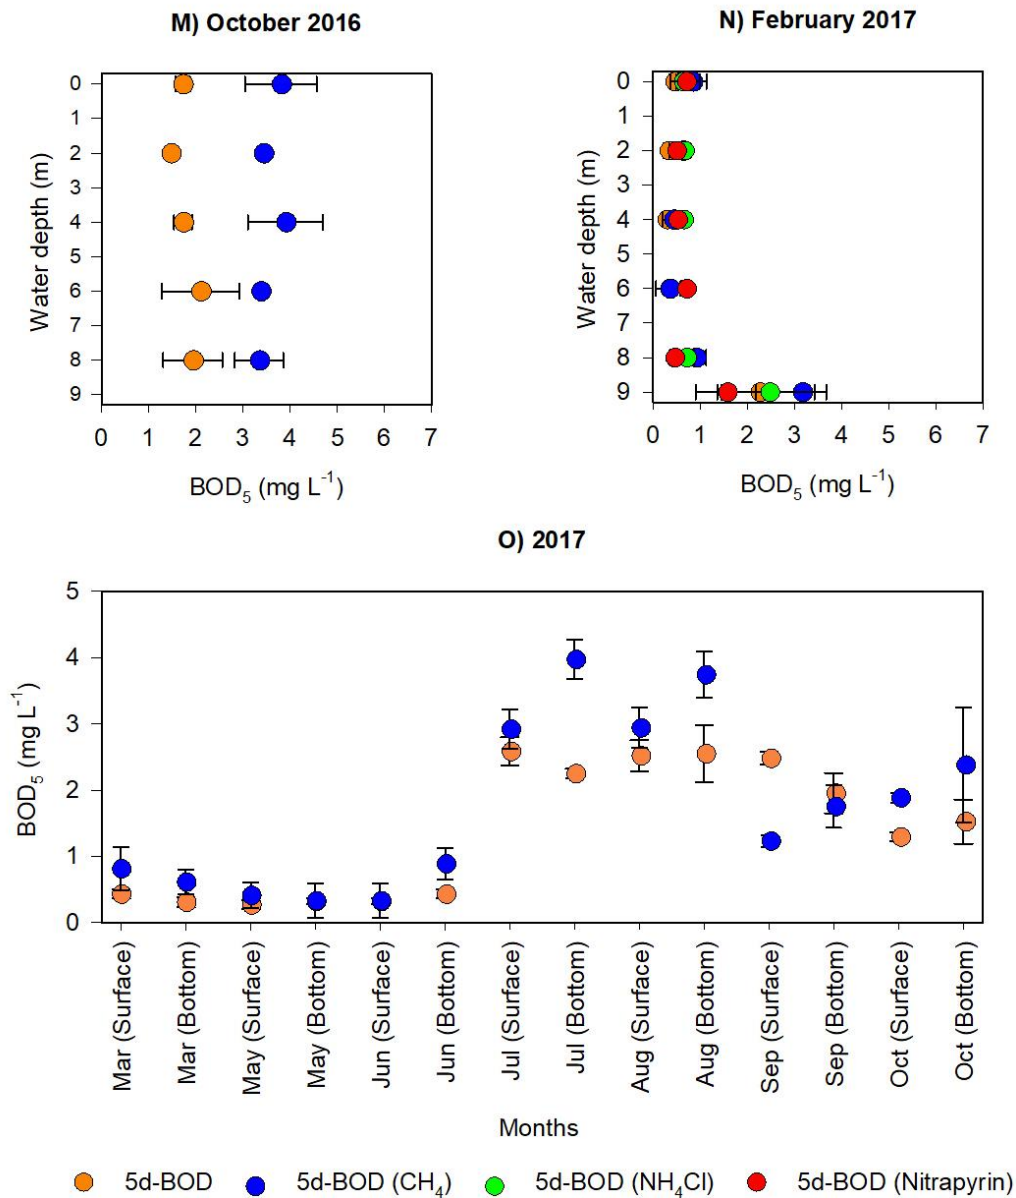 M) October 2016
N) February 2017
0
1
2
3
4
5
6
7
8
9
Water depth (m)
0 1 2 3 4 5 6 7
BOD₅ (mg L⁻¹)
0
1
2
3
4
5
6
7
8
9
Water depth (m)
0 1 2 3 4 5 6 7
BOD₅ (mg L⁻¹)
O) 2017
5
4
3
2
1
0
BOD₅ (mg L⁻¹)
Mar (Surface)
Mar (Bottom)
May (Surface)
May (Bottom)
Jun (Surface)
Jun (Bottom)
Jul (Surface)
Jul (Bottom)
Aug (Surface)
Aug (Bottom)
Sep (Surface)
Sep (Bottom)
Oct (Surface)
Oct (Bottom)
Months
5d-BOD 5d-BOD (CH₄) 5d-BOD (NH₄Cl) 5d-BOD (Nitrapyrin)